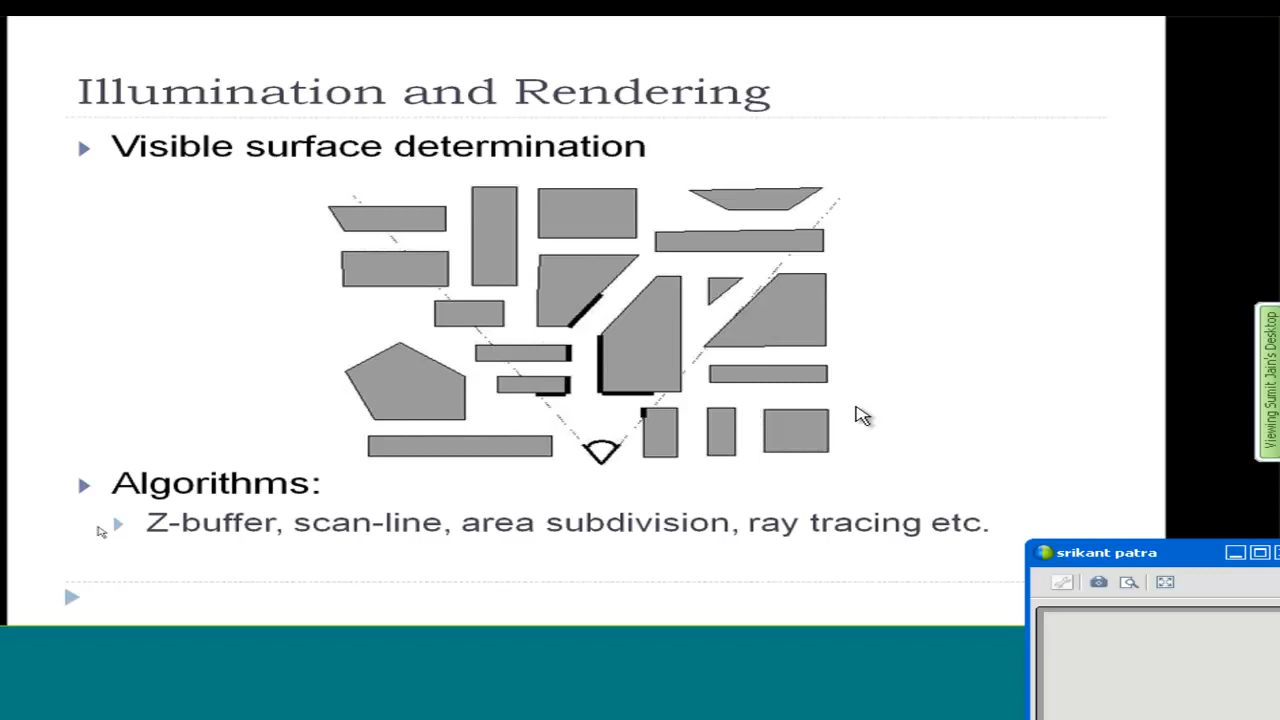 Illumination and Rendering
Visible surface determination
Algorithms:
Z-buffer, scan-line, area subdivision, ray tracing etc.
Viewing Sumit Jain's Desktop
srikant patra